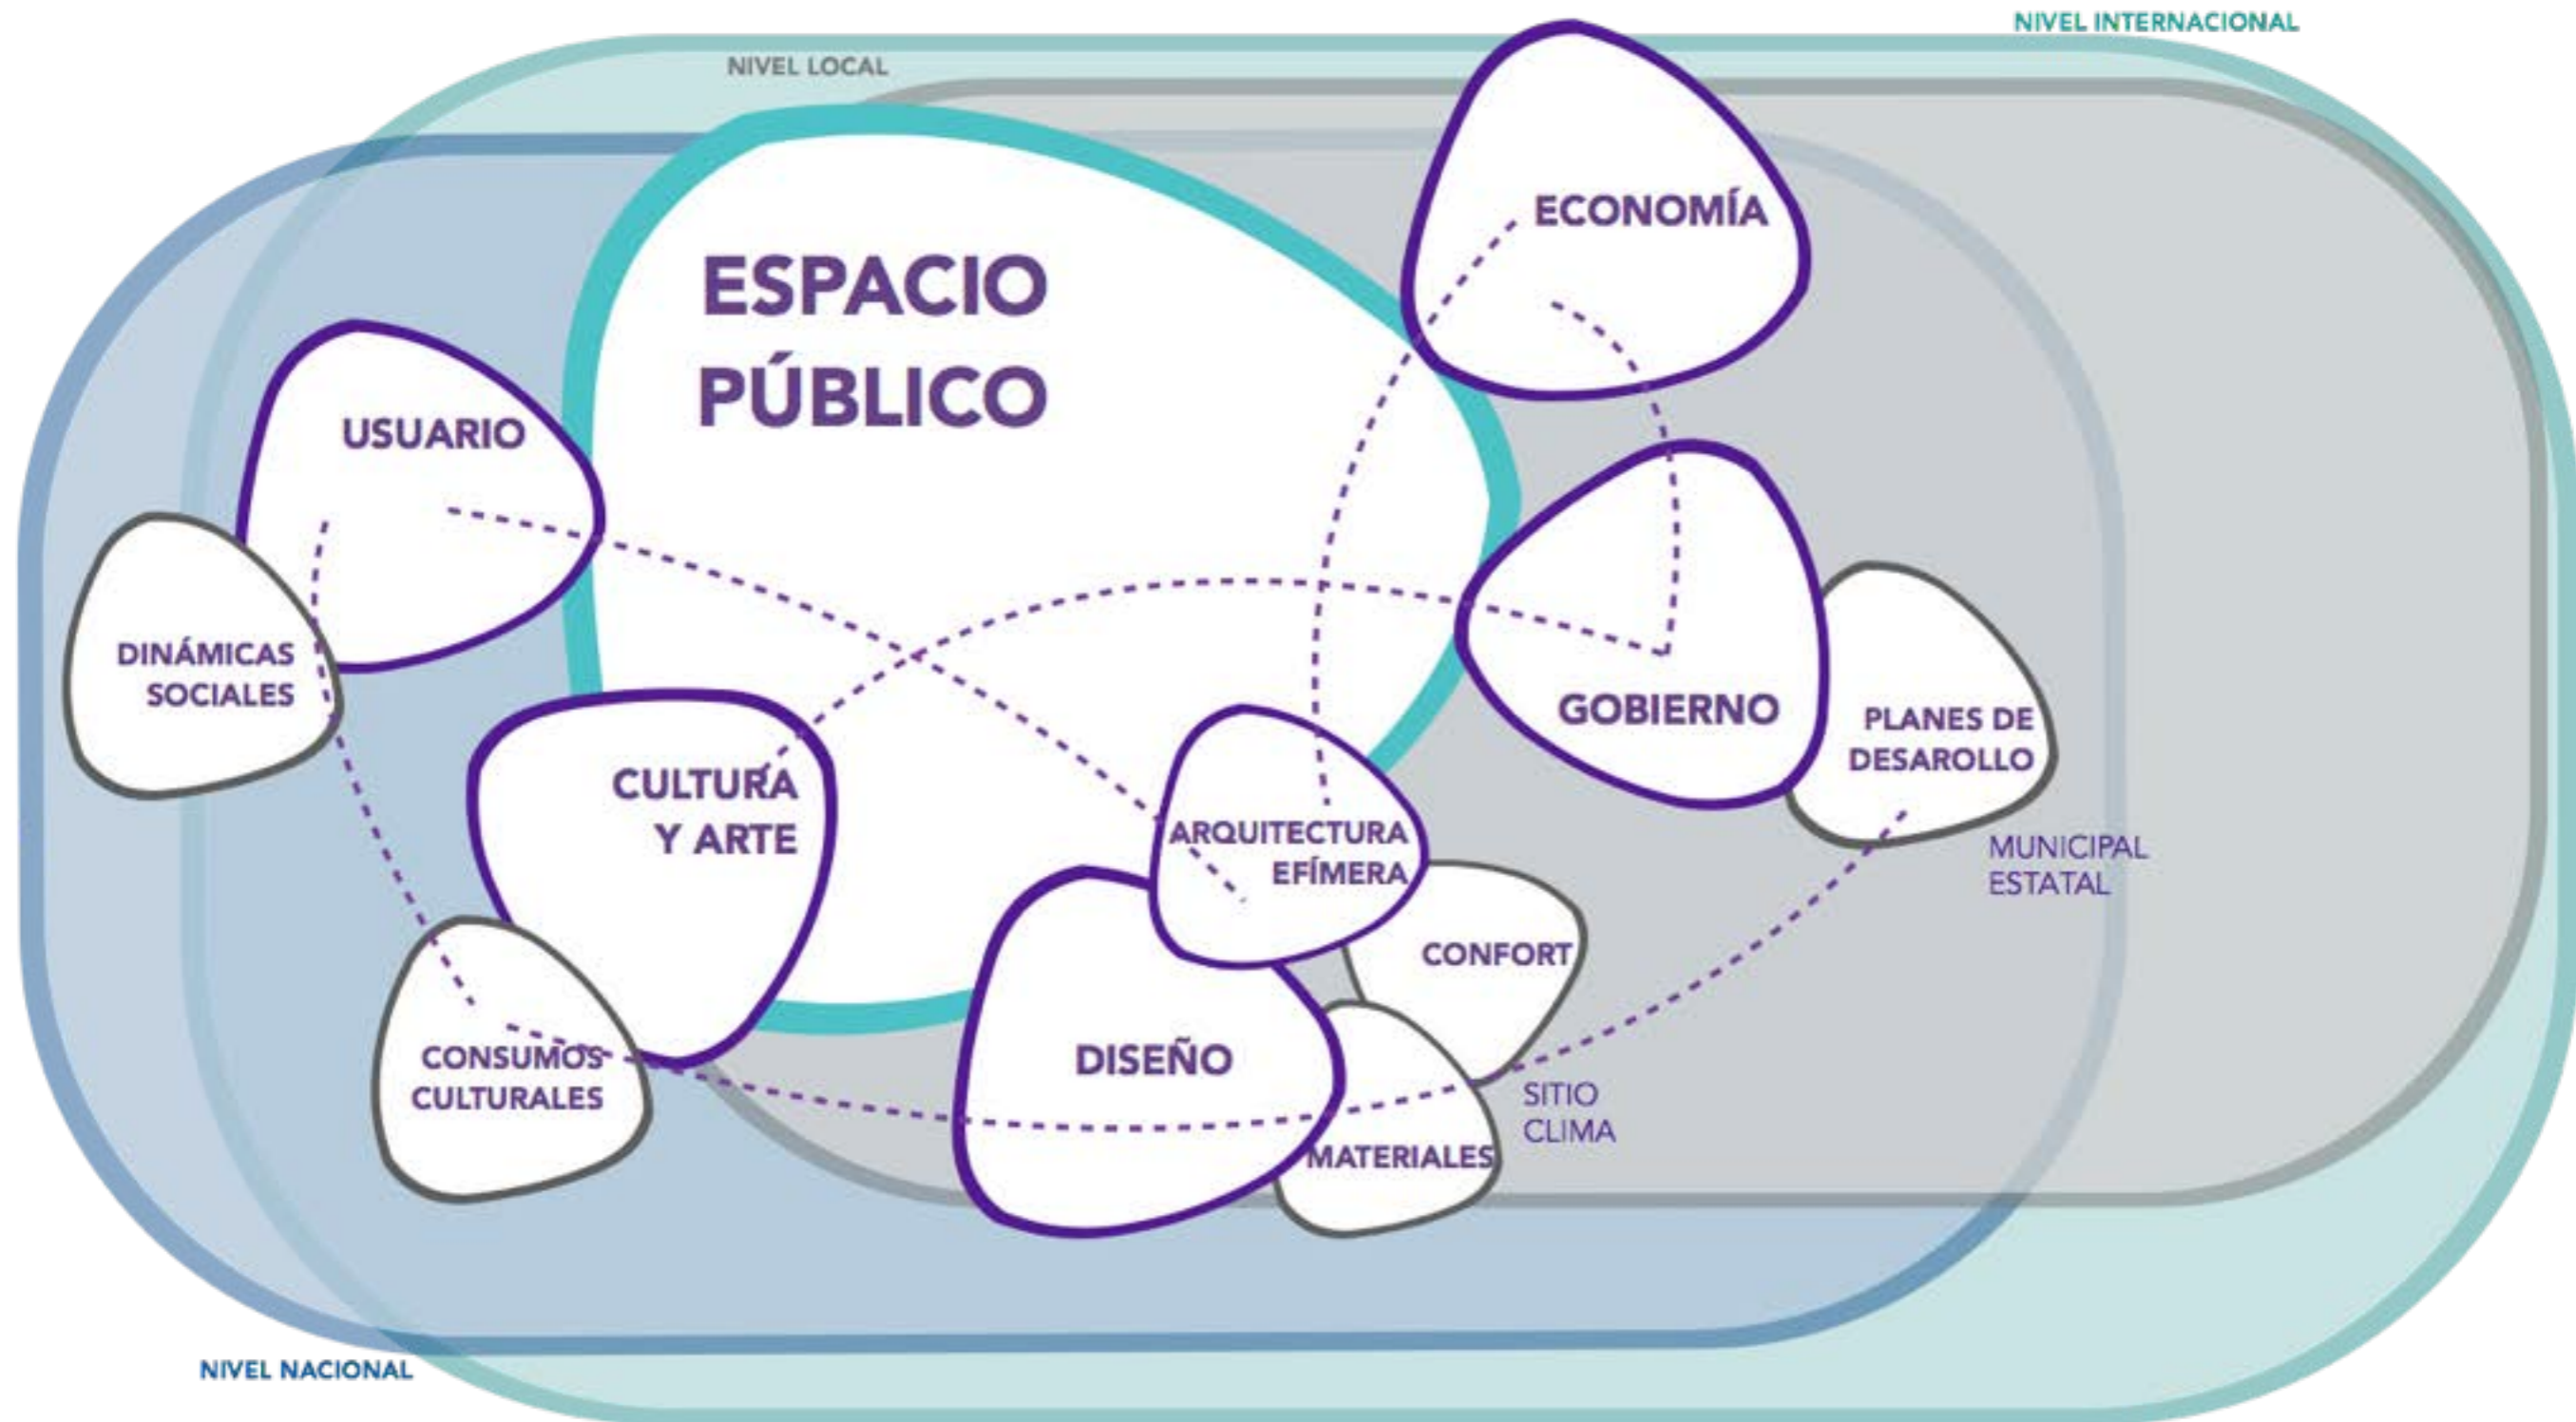 NIVEL INTERNACIONAL
NIVEL LOCAL
ECONOMÍA
ESPACIO
PÚBLICO
USUARIO
DINÁMICAS
SOCIALES
GOBIERNO
PLANES DE
DESAROLLO
MUNICIPAL
ESTATAL
CULTURA
Y ARTE
ARQUITECTURA
EFÍMERA
CONFORT
DISEÑO
CONSUMOS
CULTURALES
SITIO
CLIMA
MATERIALES
NIVEL NACIONAL